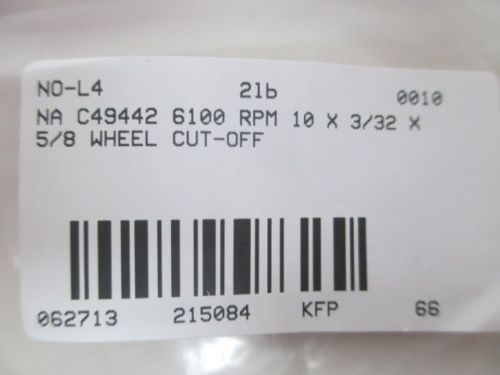 NO-L4 2lb 0010
NA C49442 6100 RPM 10 X 3/32 X
5/8 WHEEL CUT-OFF
062713 215084 KFP 66